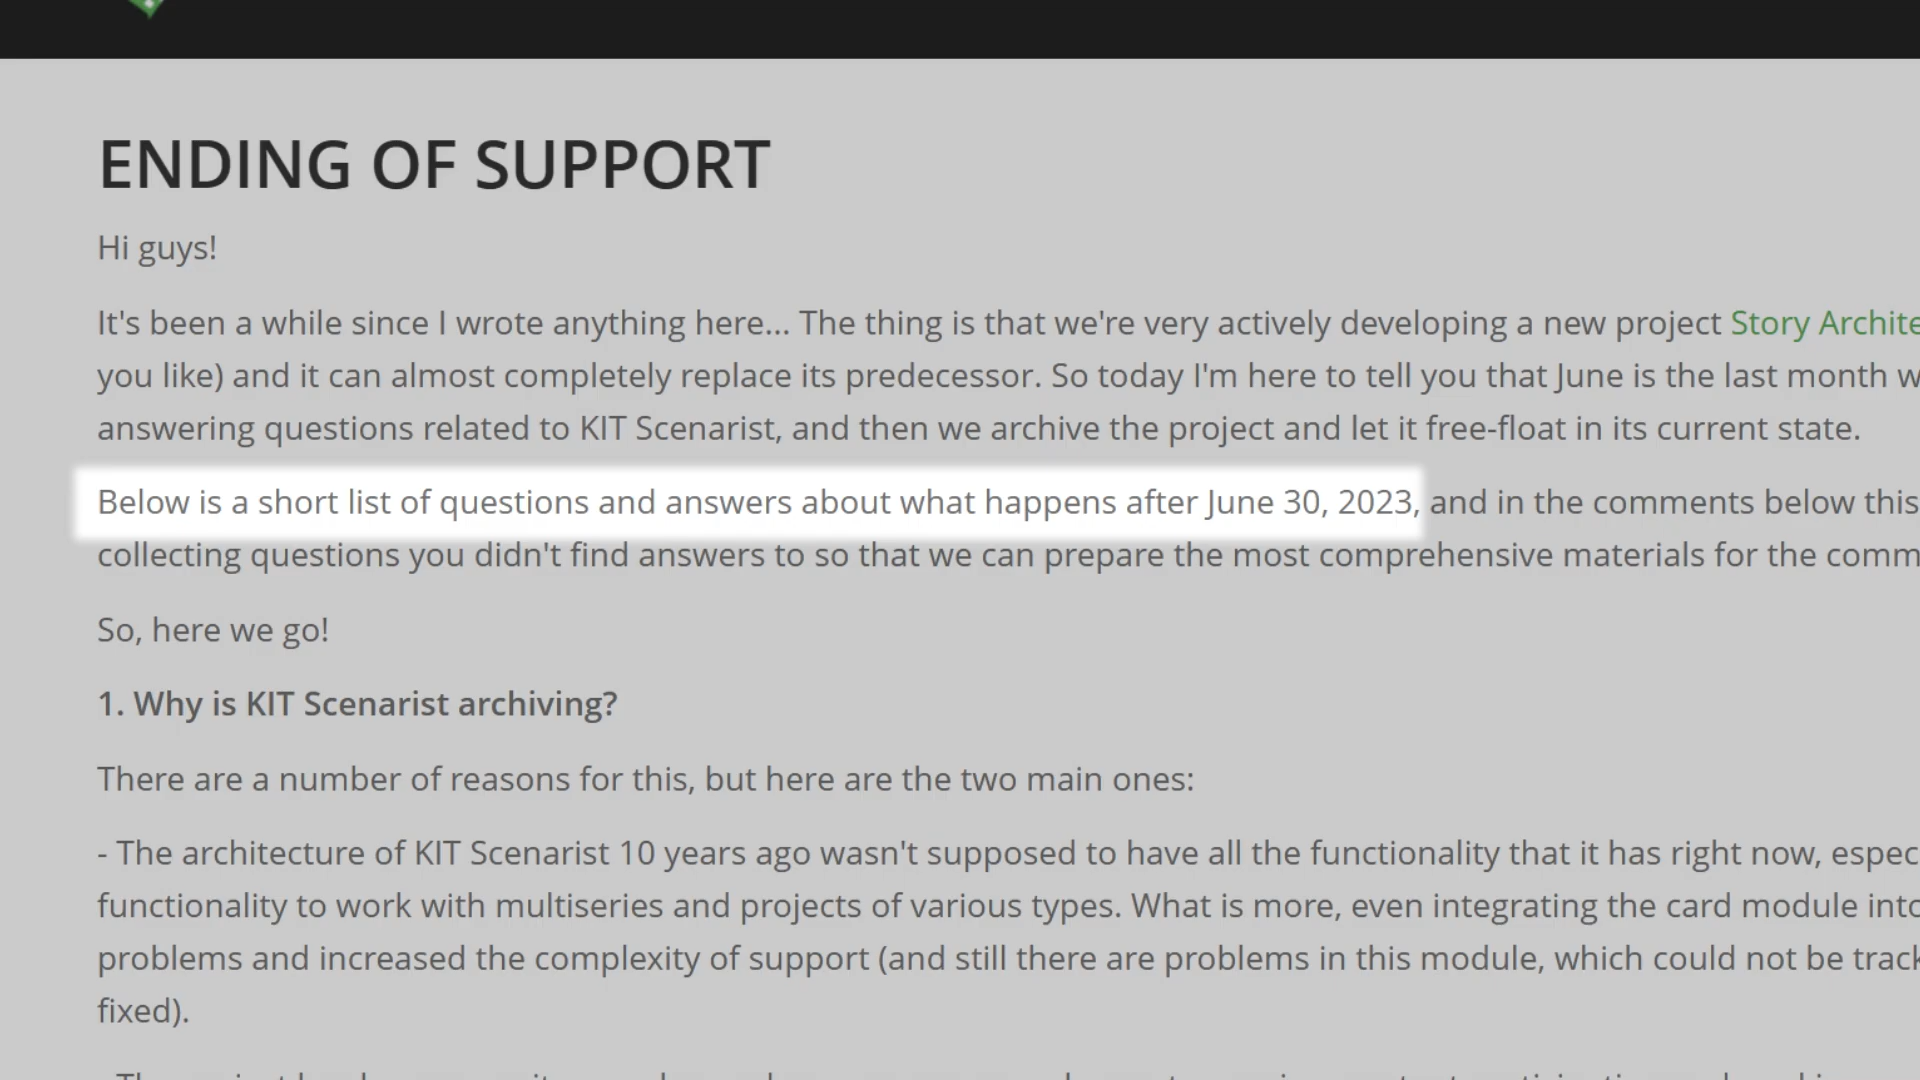 ENDING OF SUPPORT
Hi guys!
It's been a while since I wrote anything here... The thing is that we're very actively developing a new project Story
you like) and it can almost completely replace its predecessor. So today I'm here to tell you that June is the last month
answering questions related to KIT Scenarist, and then we archive the project and let it free-float in its current state.
Below is a short list of questions and answers about what happens after June 30, 2023, and in the comments below this
collecting questions you didn't find answers to so that we can prepare the most comprehensive materials for the
So, here we go!
1. Why is KIT Scenarist archiving?
There are a number of reasons for this, but here are the two main ones:
- The architecture of KIT Scenarist 10 years ago wasn't supposed to have all the functionality that it has right now,
functionality to work with multiseries and projects of various types. What is more, even integrating the card module
problems and increased the complexity of support (and still there are problems in this module, which could not be
fixed).